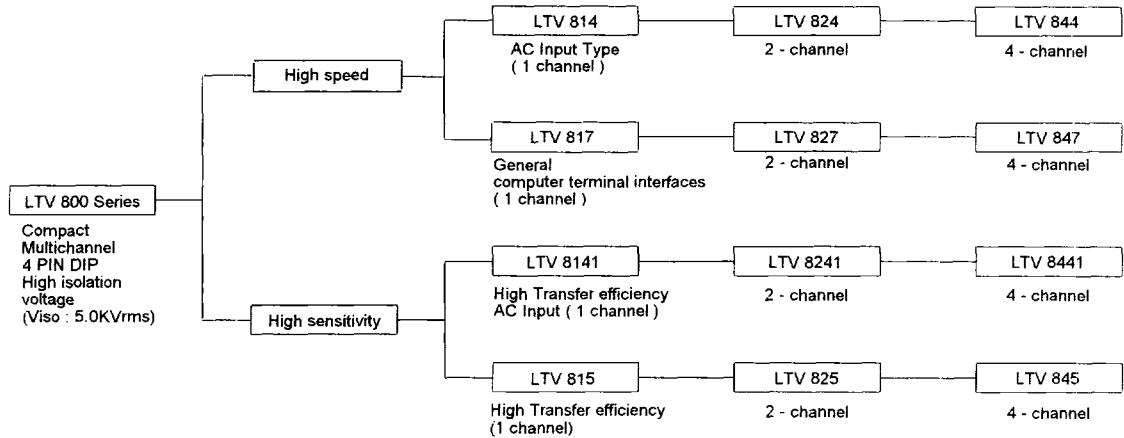 LTV 814
LTV 824
LTV 844
AC Input Type
( 1 channel )
2 - channel
4 - channel
High speed
LTV 817
LTV 827
LTV 847
General
computer terminal interfaces
( 1 channel )
2 - channel
4 - channel
LTV 800 Series
Compact
Multichannel
4 PIN DIP
High isolation
voltage
(Viso : 5.0KVrms)
LTV 8141
LTV 8241
LTV 8441
High Transfer efficiency
AC Input ( 1 channel )
2 - channel
4 - channel
High sensitivity
LTV 815
LTV 825
LTV 845
High Transfer efficiency
(1 channel)
2 - channel
4 - channel